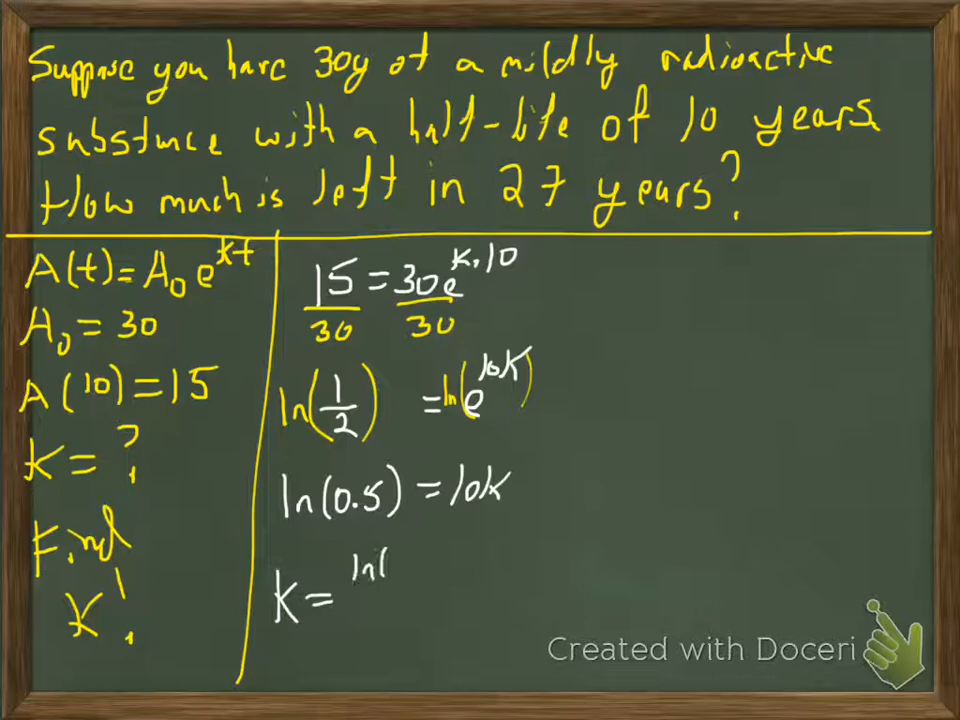 Suppose you have 30g of a mildly radioactive
substance with a half-life of 10 years
How much is left in 27 years?
A(t) = A₀e^kt
A₀ = 30
A(10) = 15
K = ?
Find
K!
15 = 30e^k·10
30 30
ln(1/2) = ln(e^10k)
ln(0.5) = 10k
k = ln(
Created with Doceri